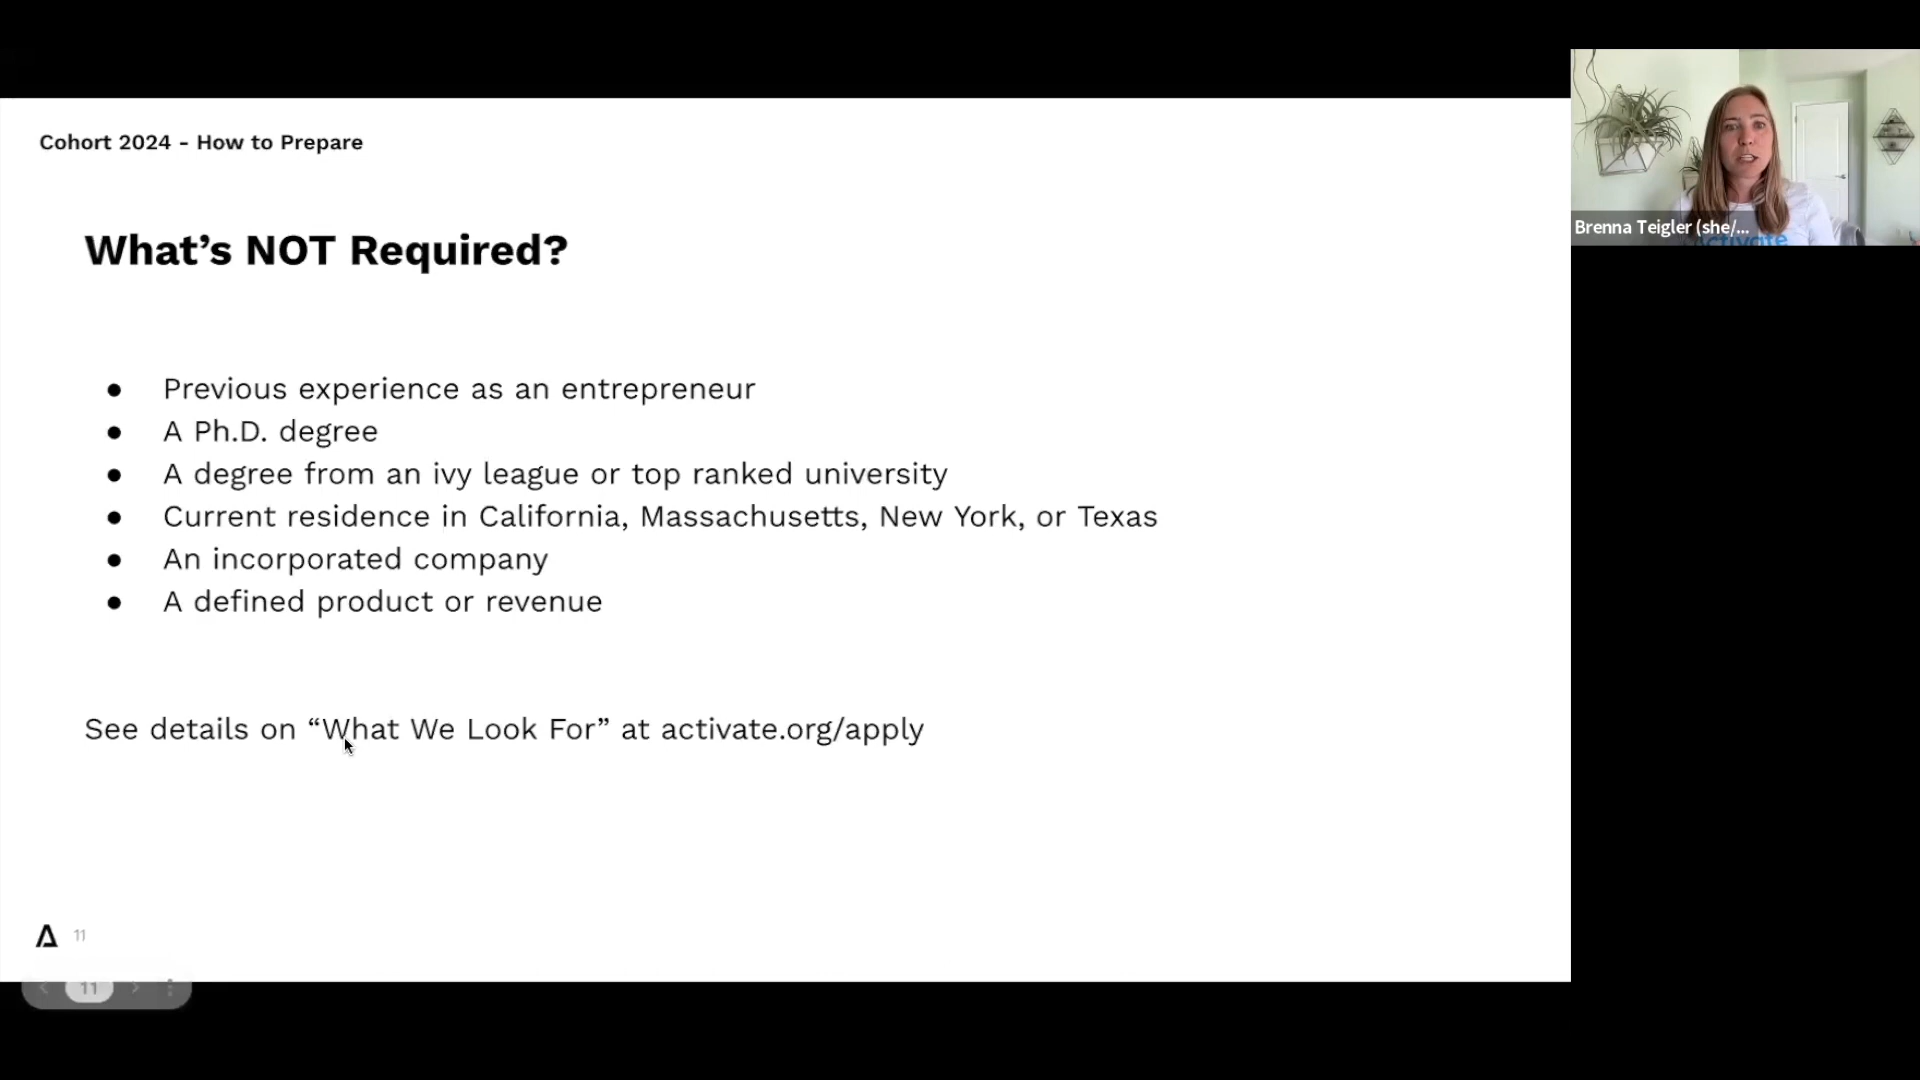 Cohort 2024 - How to Prepare
What’s NOT Required?
● Previous experience as an entrepreneur
● A Ph.D. degree
● A degree from an ivy league or top ranked university
● Current residence in California, Massachusetts, New York, or Texas
● An incorporated company
● A defined product or revenue
See details on “What We Look For” at activate.org/apply
11
11
Brenna Teigler (she/...
Activate